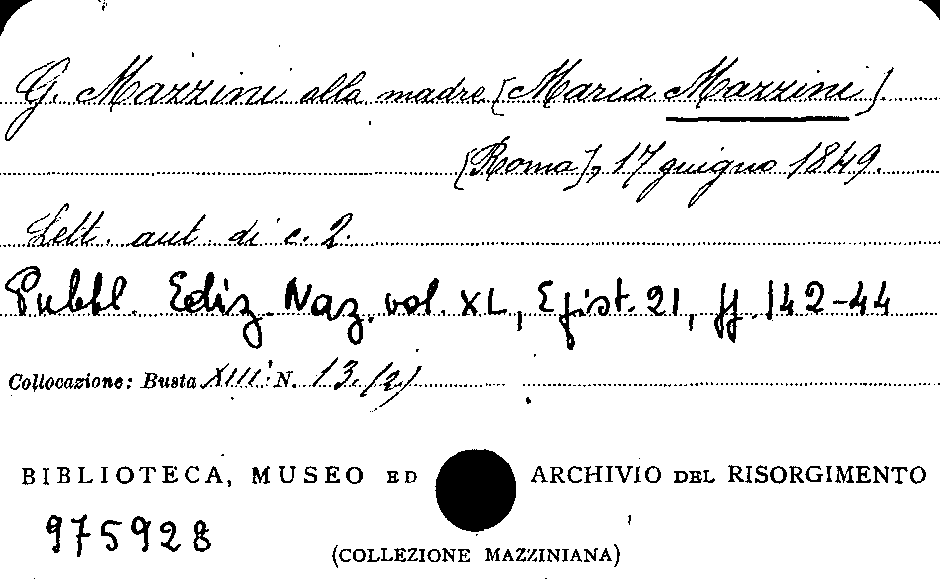 G. Mazzini alla madre [Maria Mazzini].
[Roma], 17 giugno 1849.
Lett. aut. di c. 2.
Pubbl. Ediz. Naz. vol. XL, Epist. 21, pp. 142-44
Collocazione: Busta XIII: N. 13. (2)
BIBLIOTECA, MUSEO ED ARCHIVIO DEL RISORGIMENTO
975928
(COLLEZIONE MAZZINIANA)